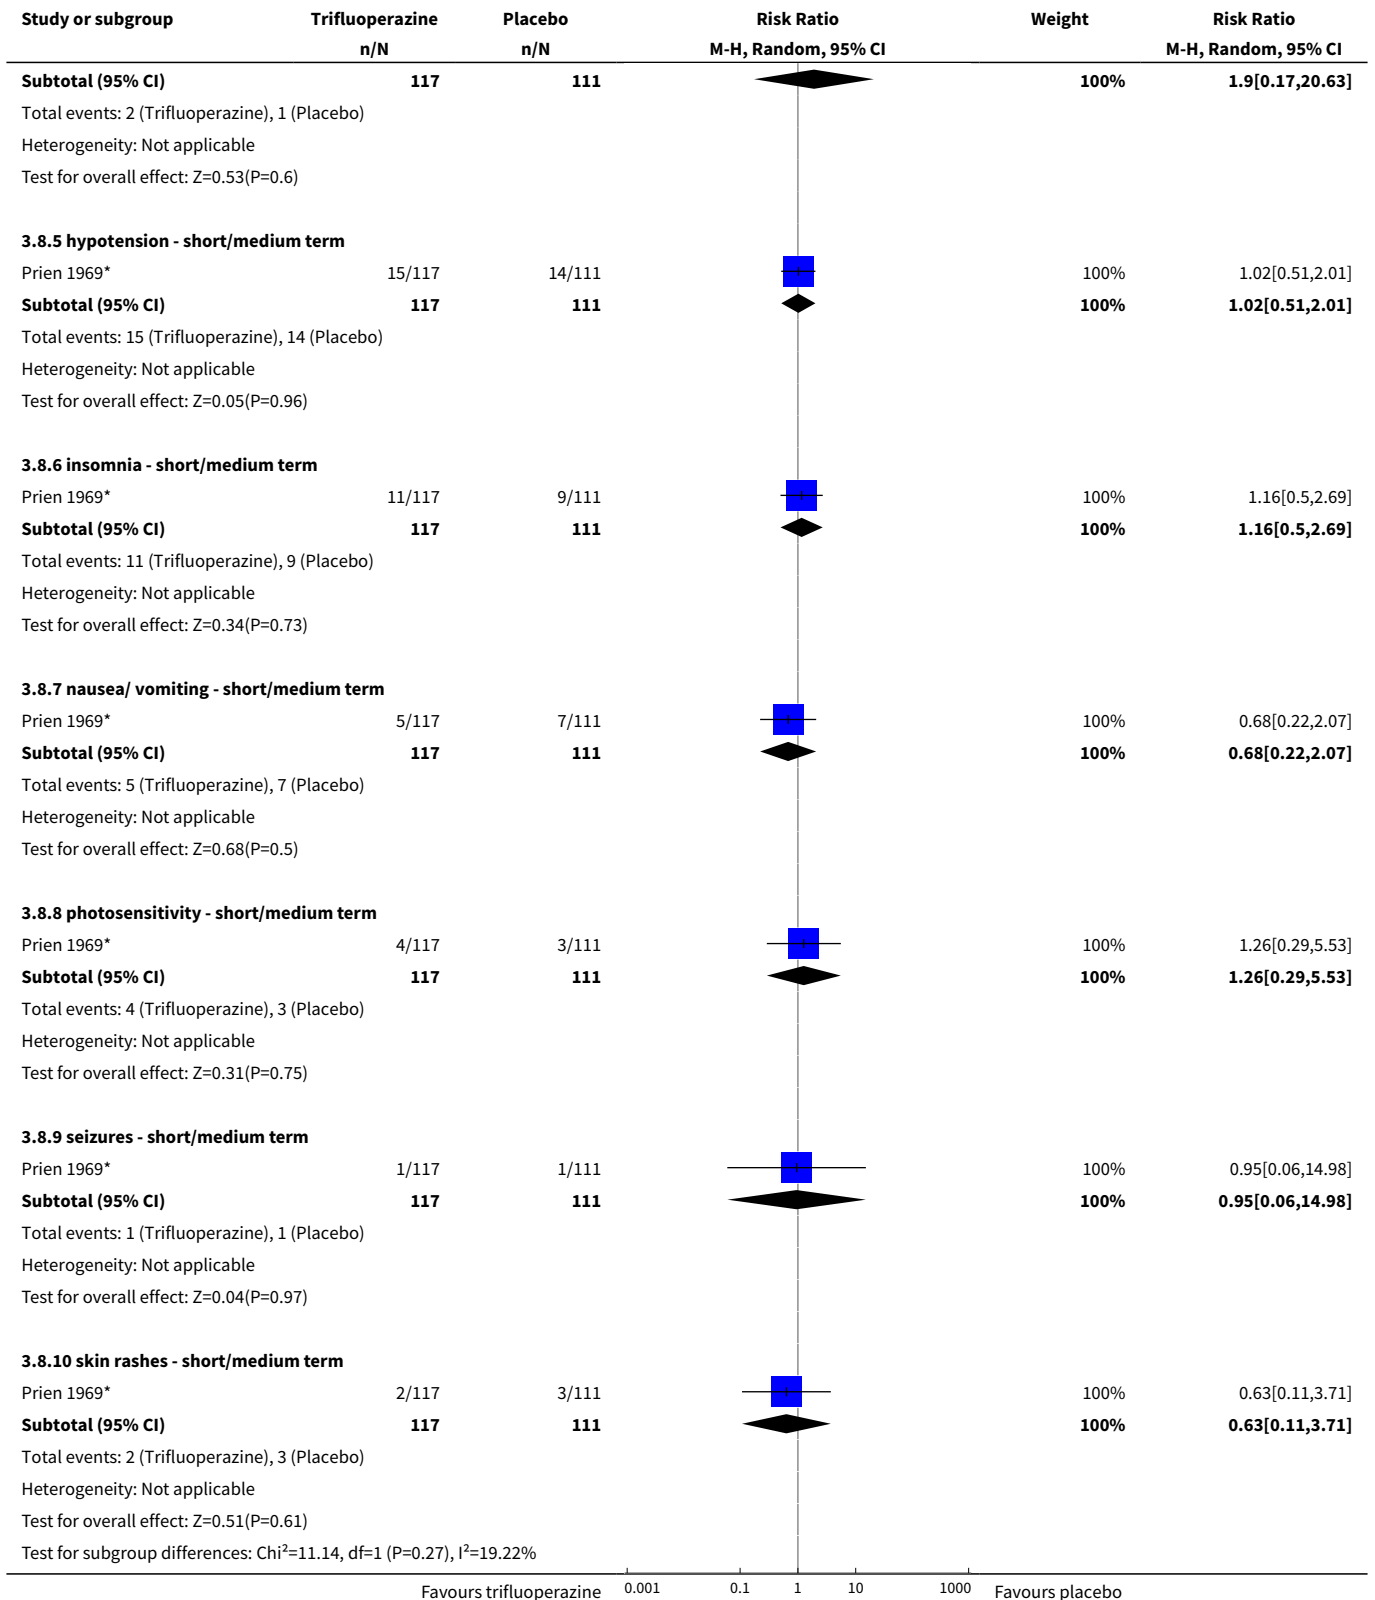 Study or subgroup Trifluoperazine Placebo Risk Ratio Weight Risk Ratio
n/N n/N M-H, Random, 95% CI M-H, Random, 95% CI
Subtotal (95% CI) 117 111 100% 1.9[0.17,20.63]
Total events: 2 (Trifluoperazine), 1 (Placebo)
Heterogeneity: Not applicable
Test for overall effect: Z=0.53(P=0.6)
3.8.5 hypotension - short/medium term
Prien 1969* 15/117 14/111 100% 1.02[0.51,2.01]
Subtotal (95% CI) 117 111 100% 1.02[0.51,2.01]
Total events: 15 (Trifluoperazine), 14 (Placebo)
Heterogeneity: Not applicable
Test for overall effect: Z=0.05(P=0.96)
3.8.6 insomnia - short/medium term
Prien 1969* 11/117 9/111 100% 1.16[0.5,2.69]
Subtotal (95% CI) 117 111 100% 1.16[0.5,2.69]
Total events: 11 (Trifluoperazine), 9 (Placebo)
Heterogeneity: Not applicable
Test for overall effect: Z=0.34(P=0.73)
3.8.7 nausea/ vomiting - short/medium term
Prien 1969* 5/117 7/111 100% 0.68[0.22,2.07]
Subtotal (95% CI) 117 111 100% 0.68[0.22,2.07]
Total events: 5 (Trifluoperazine), 7 (Placebo)
Heterogeneity: Not applicable
Test for overall effect: Z=0.68(P=0.5)
3.8.8 photosensitivity - short/medium term
Prien 1969* 4/117 3/111 100% 1.26[0.29,5.53]
Subtotal (95% CI) 117 111 100% 1.26[0.29,5.53]
Total events: 4 (Trifluoperazine), 3 (Placebo)
Heterogeneity: Not applicable
Test for overall effect: Z=0.31(P=0.75)
3.8.9 seizures - short/medium term
Prien 1969* 1/117 1/111 100% 0.95[0.06,14.98]
Subtotal (95% CI) 117 111 100% 0.95[0.06,14.98]
Total events: 1 (Trifluoperazine), 1 (Placebo)
Heterogeneity: Not applicable
Test for overall effect: Z=0.04(P=0.97)
3.8.10 skin rashes - short/medium term
Prien 1969* 2/117 3/111 100% 0.63[0.11,3.71]
Subtotal (95% CI) 117 111 100% 0.63[0.11,3.71]
Total events: 2 (Trifluoperazine), 3 (Placebo)
Heterogeneity: Not applicable
Test for overall effect: Z=0.51(P=0.61)
Test for subgroup differences: Chi²=11.14, df=1 (P=0.27), I²=19.22%
Favours trifluoperazine 0.001 0.1 1 10 1000 Favours placebo